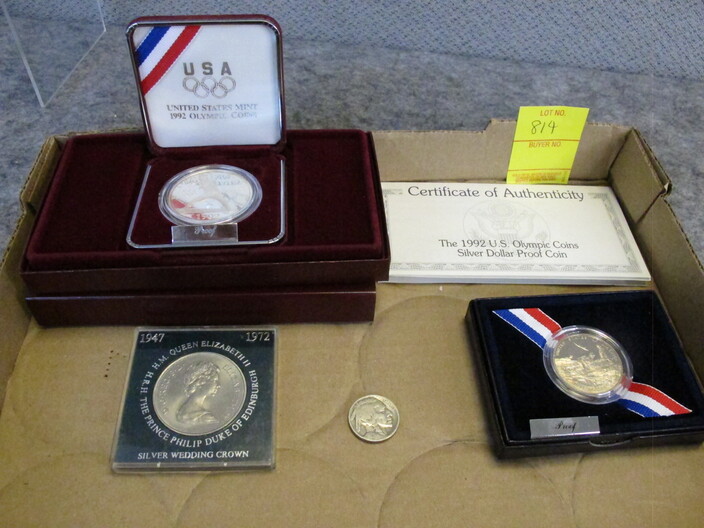 USA
UNITED STATES MINT
1992 OLYMPIC COINS
Proof
LOT NO.
814
BUYER NO.
Certificate of Authenticity
The 1992 U.S. Olympic Coins
Silver Dollar Proof Coin
1947 1972
H.M. QUEEN ELIZABETH II
H.R.H. THE PRINCE PHILIP DUKE OF EDINBURGH
SILVER WEDDING CROWN
Proof